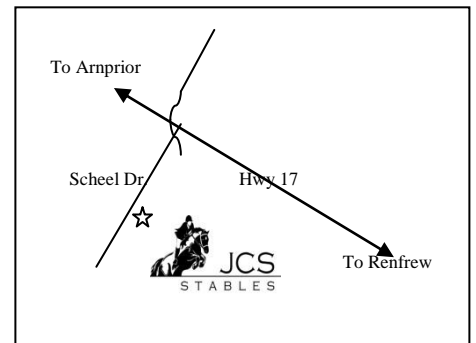 To Arnprior
Scheel Dr.
Hwy 17
To Renfrew
JCS
STABLES